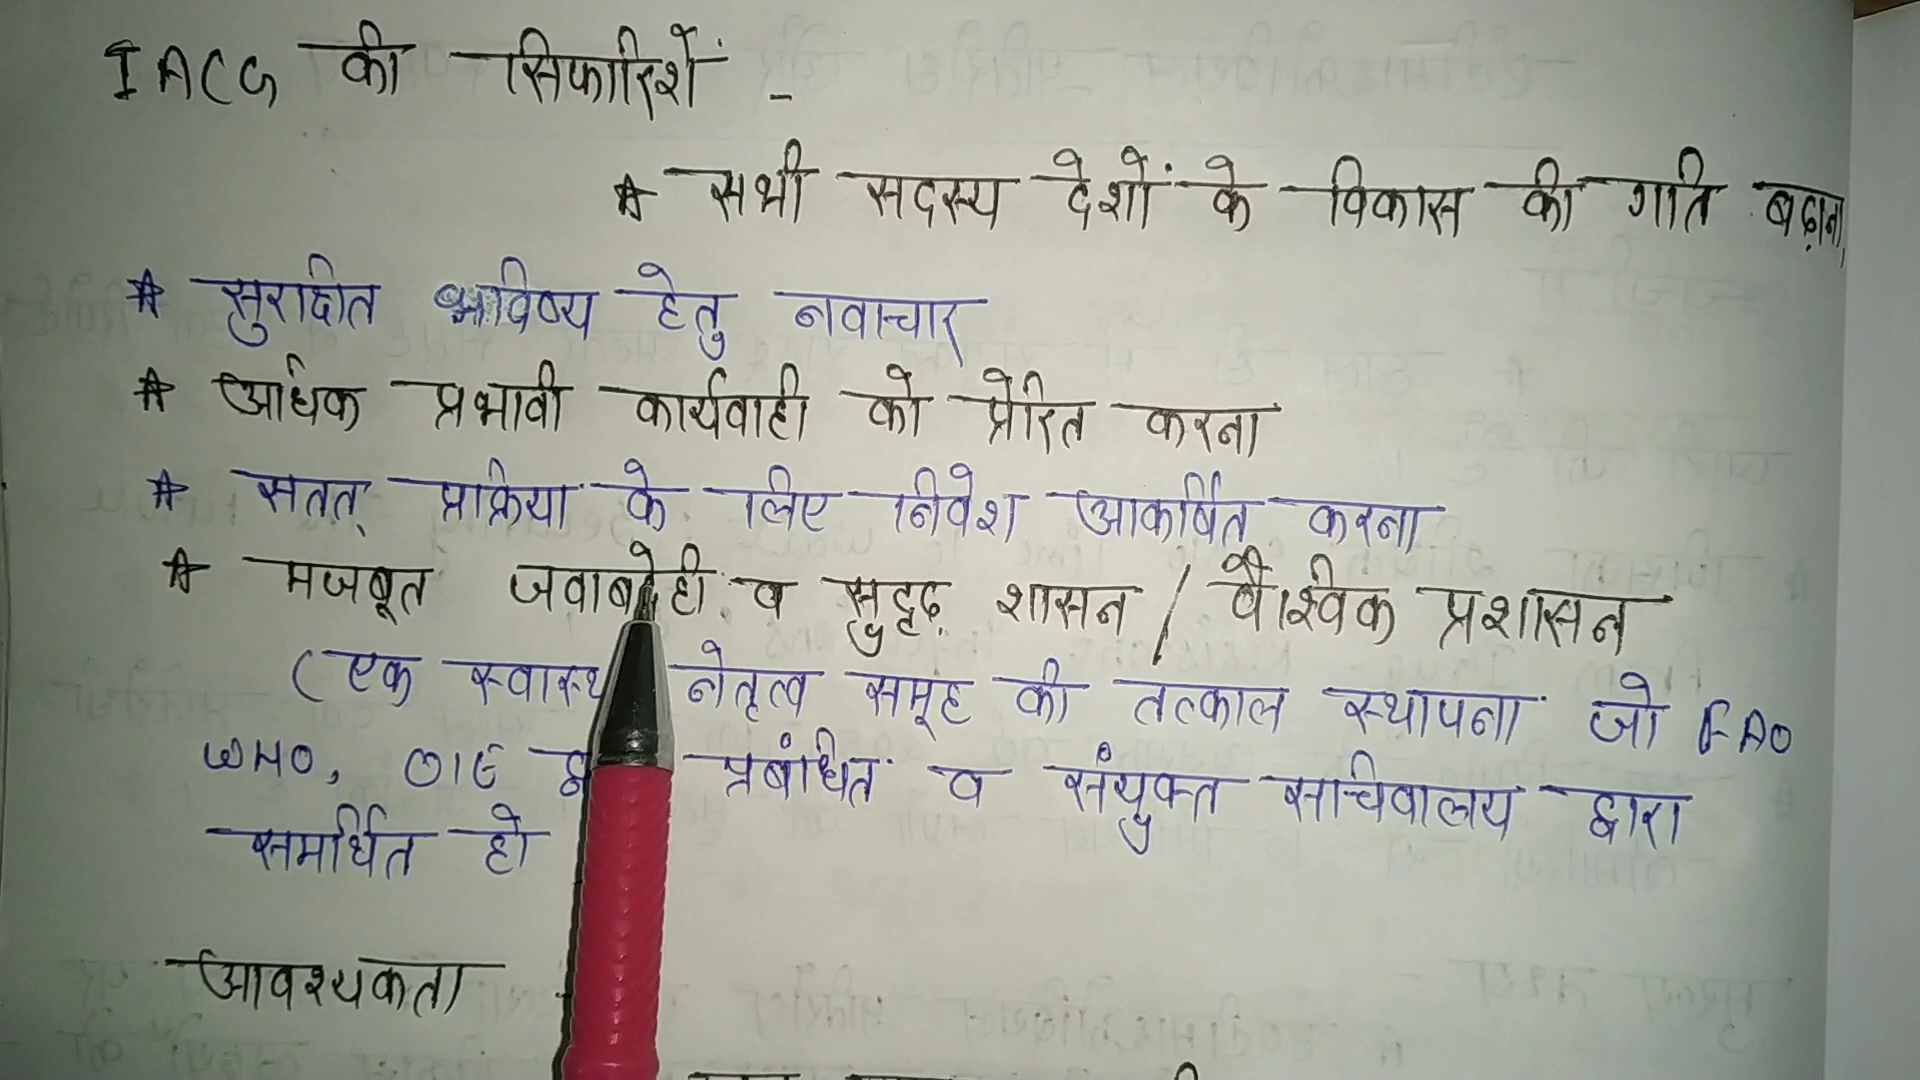 IACG की सिफारिशें -
* सभी सदस्य देशों के विकास की गति बढ़ाना,
* सुरक्षित भविष्य हेतु नवाचार
* अधिक प्रभावी कार्यवाही को प्रेरित करना
* सतत् प्रक्रिया के लिए निवेश आकर्षित करना
* मजबूत जवाबदेही व सुदृढ़ शासन / वैश्विक प्रशासन
(एक स्वास्थ्य नेतृत्व समूह की तत्काल स्थापना जो FAO
WHO, OIE प्रबंधित व संयुक्त सचिवालय द्वारा
समर्थित हो
आवश्यकता